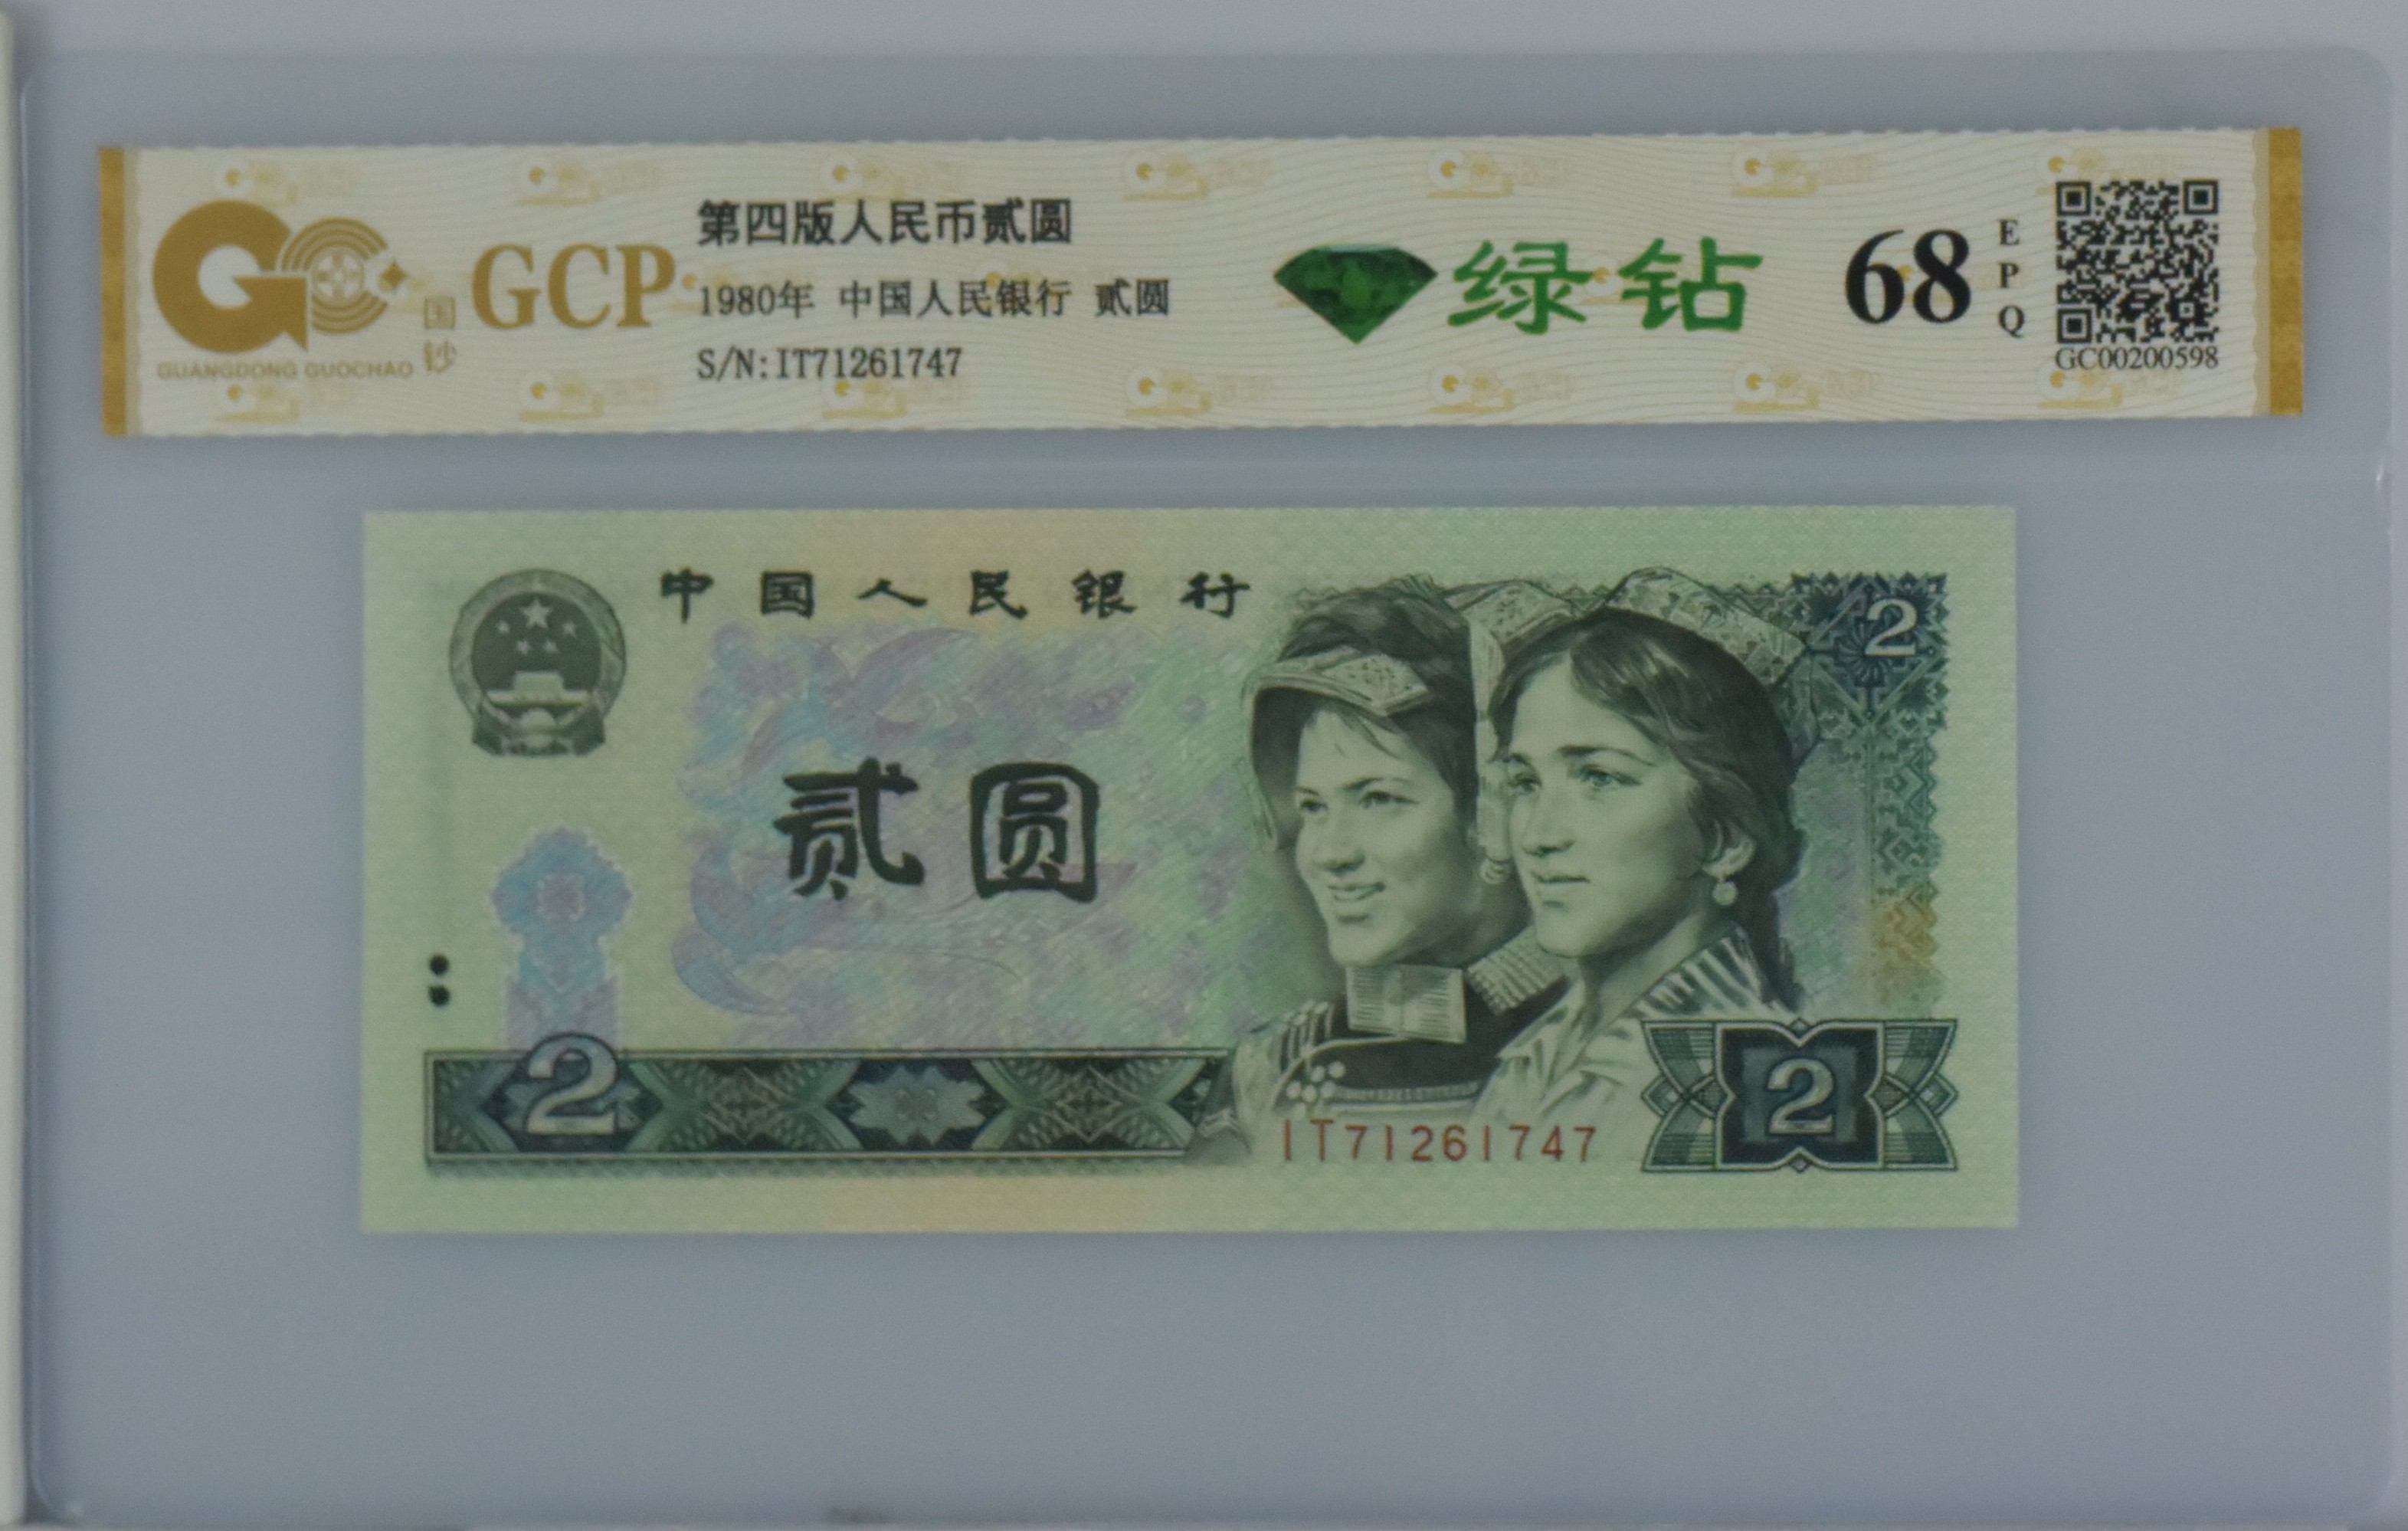 GUANGDONG GUOCHAO
国钞
GCP
第四版人民币贰圆
1980年 中国人民银行 贰圆
S/N:IT71261747
绿钻
68
EPQ
GC00200598
中国人民银行
2
贰圆
2
IT71261747
2